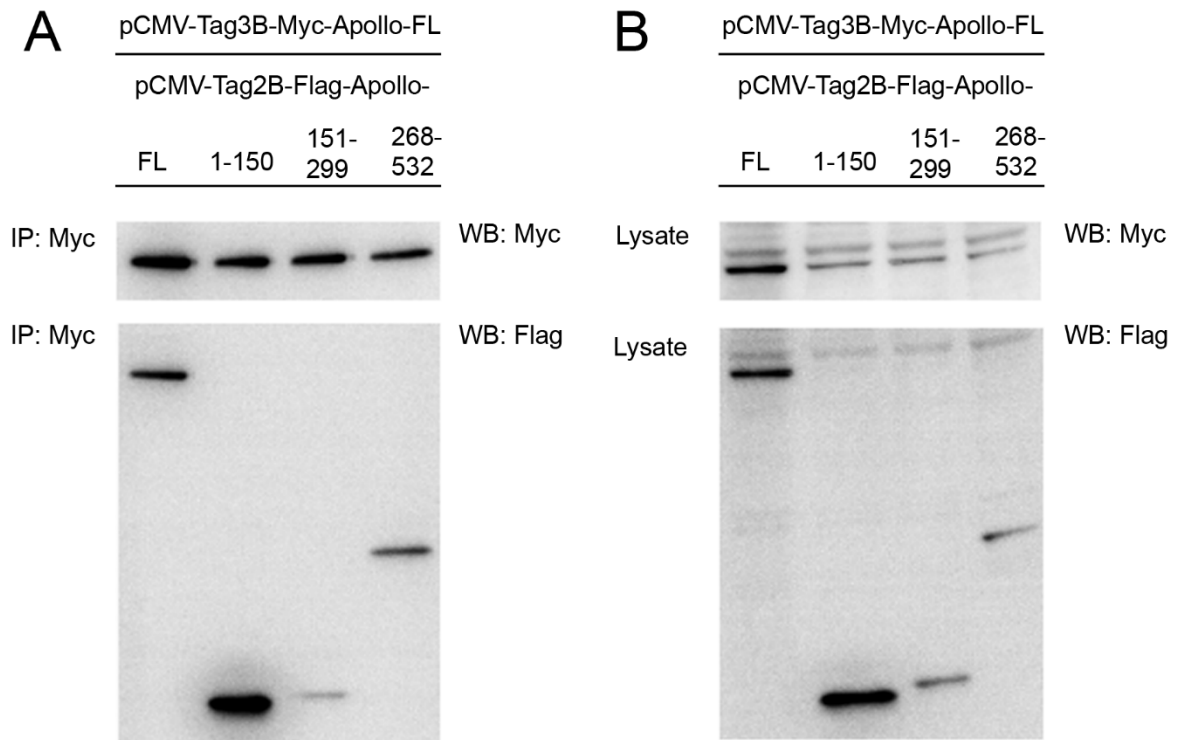 A
pCMV-Tag3B-Myc-Apollo-FL
pCMV-Tag2B-Flag-Apollo-
FL 1-150 151-299 268-532
IP: Myc WB: Myc
IP: Myc WB: Flag
B
pCMV-Tag3B-Myc-Apollo-FL
pCMV-Tag2B-Flag-Apollo-
FL 1-150 151-299 268-532
Lysate WB: Myc
Lysate WB: Flag